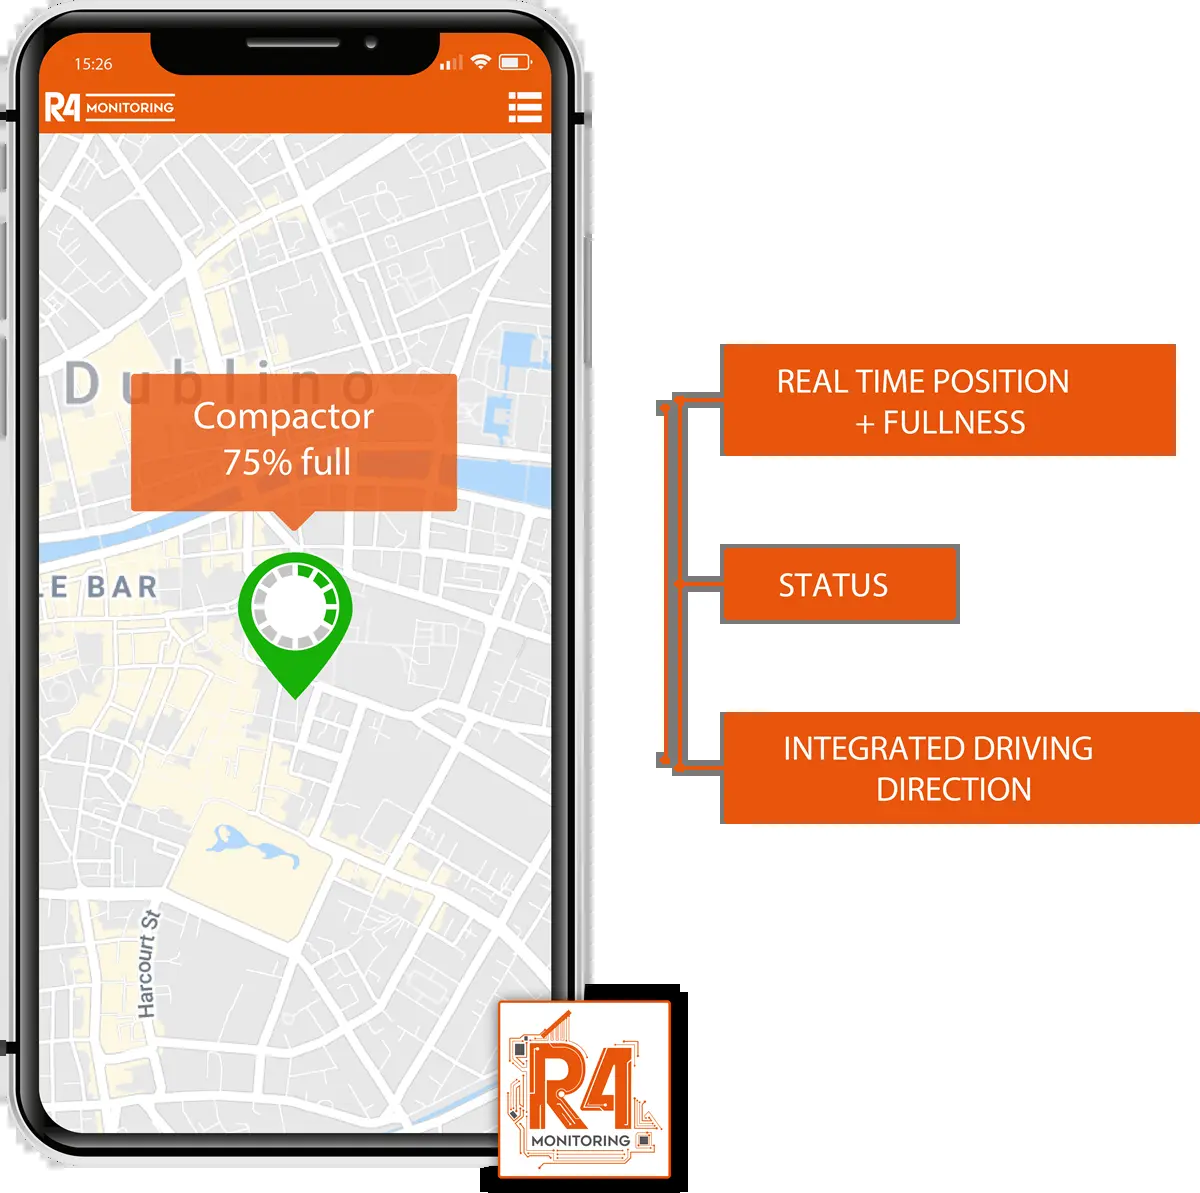 15:26
R4 MONITORING
Dublino
Compactor
75% full
LE BAR
Harcourt St
REAL TIME POSITION
+ FULLNESS
STATUS
INTEGRATED DRIVING
DIRECTION
R4
MONITORING